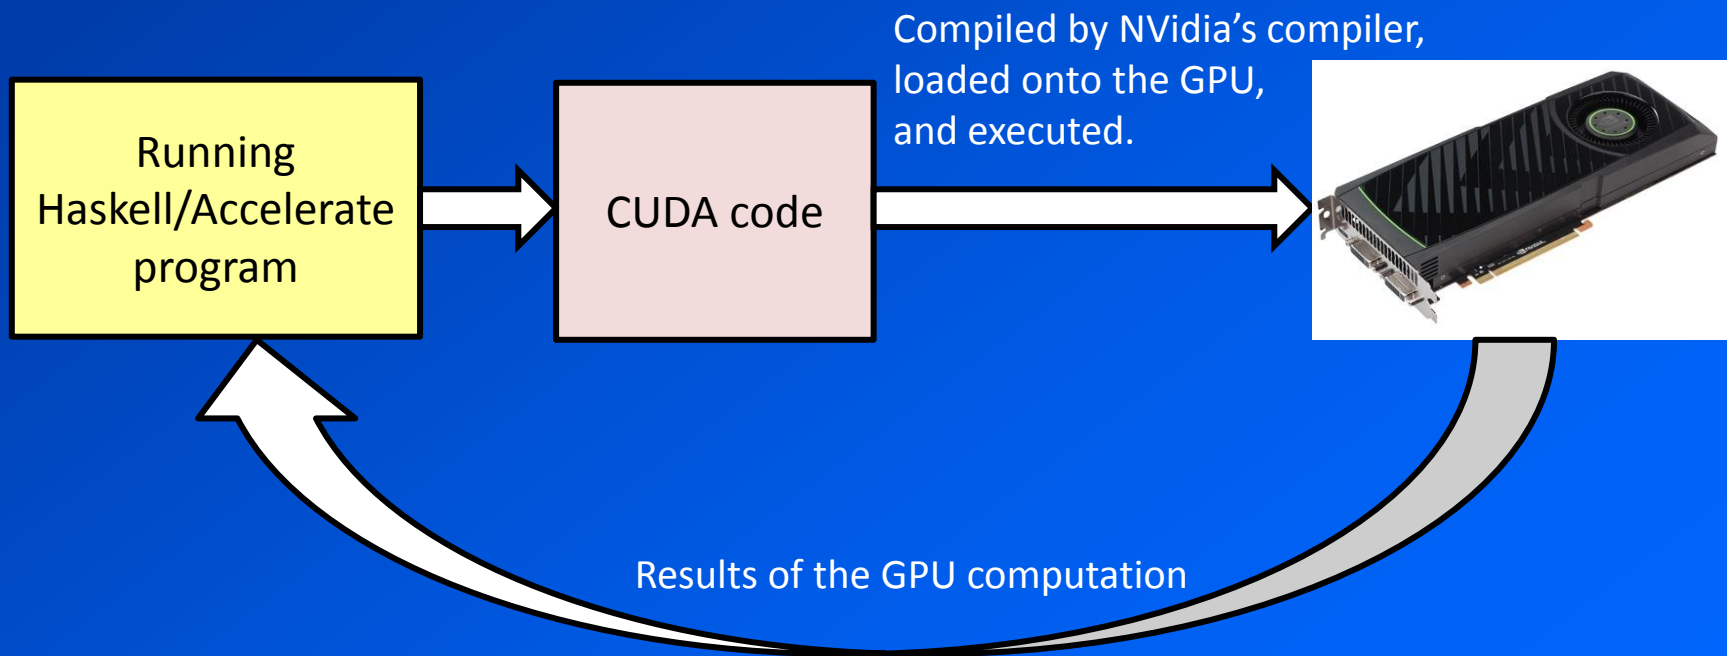 Compiled by NVidia’s compiler,
loaded onto the GPU,
and executed.
Running
Haskell/Accelerate
program
CUDA code
Results of the GPU computation